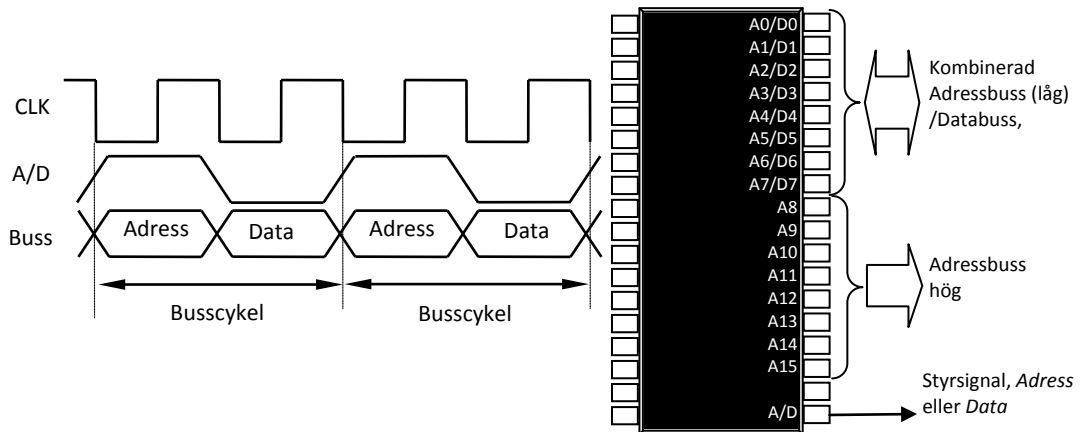 CLK
A/D
Buss
Adress
Data
Adress
Data
Busscykel
Busscykel
A0/D0
A1/D1
A2/D2
A3/D3
A4/D4
A5/D5
A6/D6
A7/D7
A8
A9
A10
A11
A12
A13
A14
A15
A/D
Kombinerad
Adressbuss (låg)
/Databuss,
Adressbuss
hög
Styrsignal, Adress
eller Data